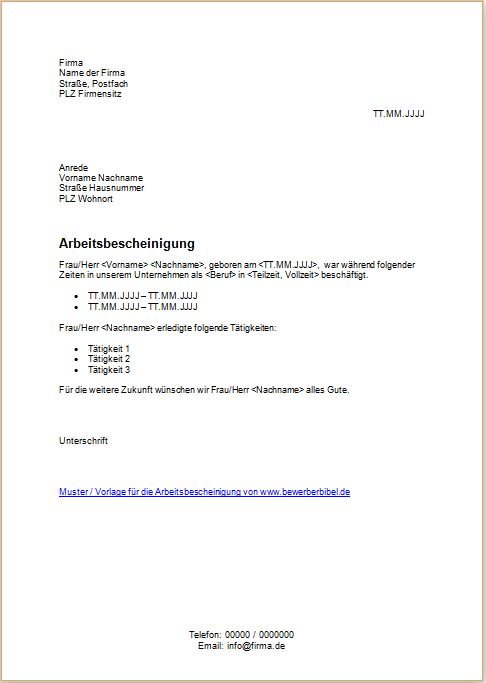 Firma
Name der Firma
Straße, Postfach
PLZ Firmensitz
TT.MM.JJJJ
Anrede
Vorname Nachname
Straße Hausnummer
PLZ Wohnort
Arbeitsbescheinigung
Frau/Herr <Vorname> <Nachname>, geboren am <TT.MM.JJJJ>, war während folgender
Zeiten in unserem Unternehmen als <Beruf> in <Teilzeit, Vollzeit> beschäftigt.
• TT.MM.JJJJ – TT.MM.JJJJ
• TT.MM.JJJJ – TT.MM.JJJJ
Frau/Herr <Nachname> erledigte folgende Tätigkeiten:
• Tätigkeit 1
• Tätigkeit 2
• Tätigkeit 3
Für die weitere Zukunft wünschen wir Frau/Herr <Nachname> alles Gute.
Unterschrift
Muster / Vorlage für die Arbeitsbescheinigung von www.bewerberbibel.de
Telefon: 00000 / 0000000
Email: info@firma.de